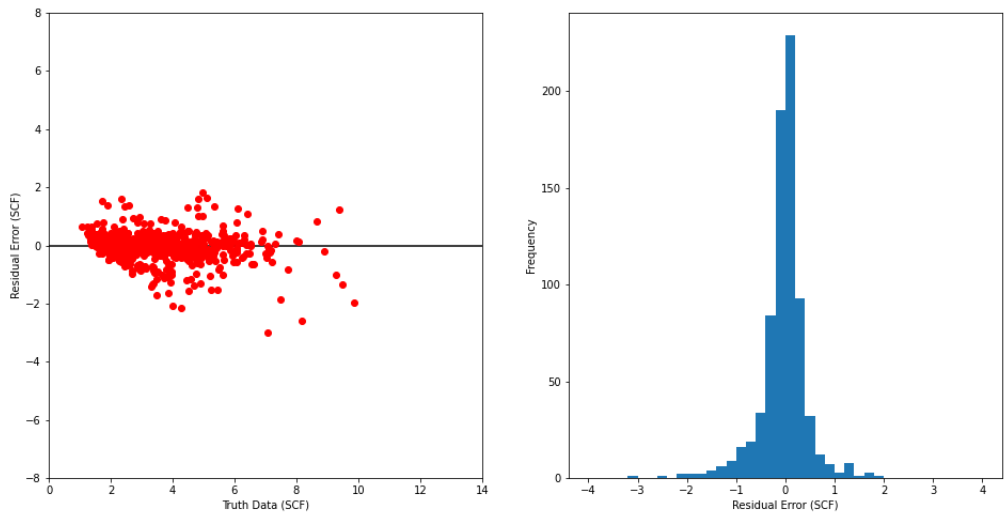 8
6
4
2
0
−2
−4
−6
−8
Residual Error (SCF)
0 2 4 6 8 10 12 14
Truth Data (SCF)
200
150
100
50
0
Frequency
−4 −3 −2 −1 0 1 2 3 4
Residual Error (SCF)